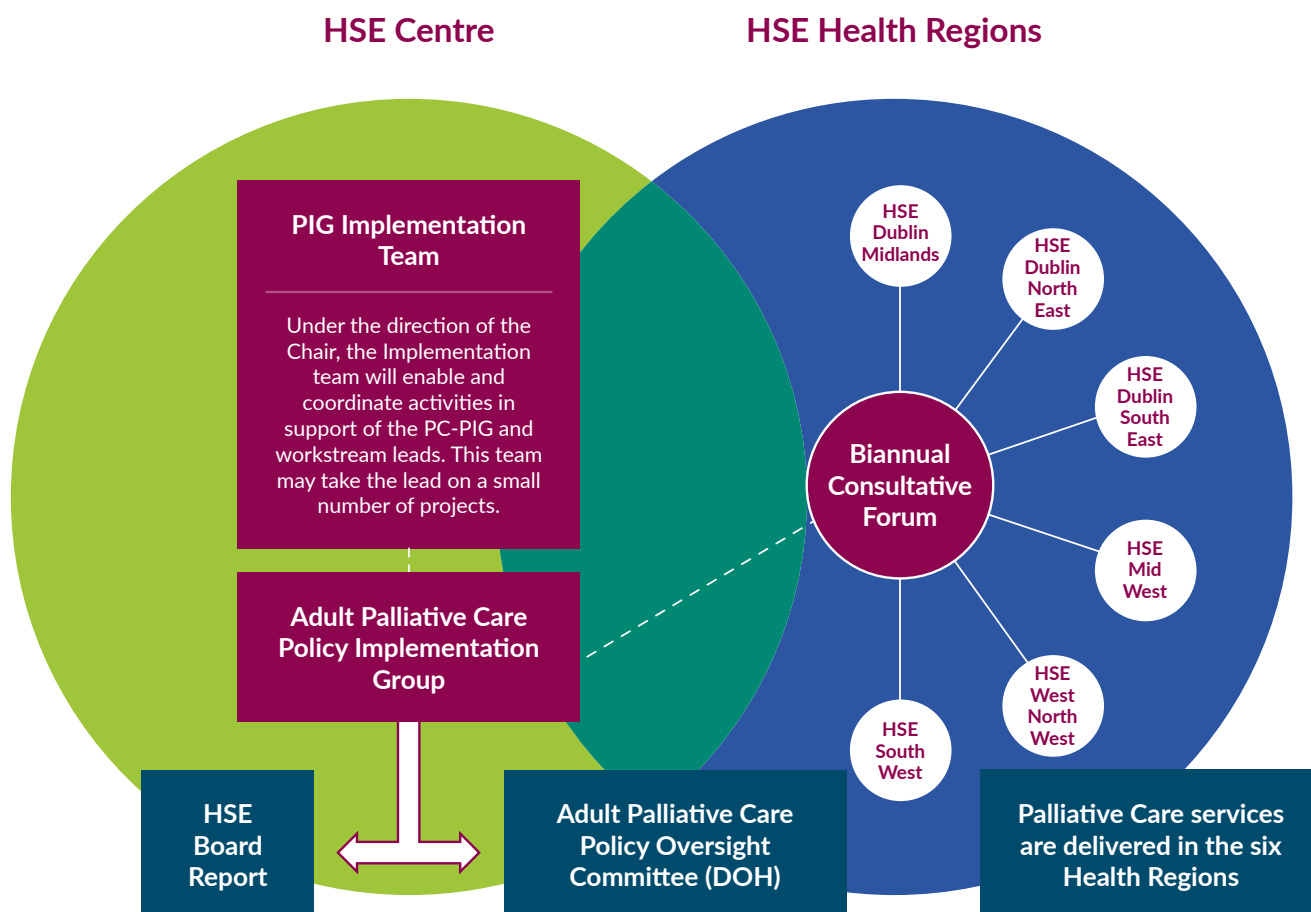 HSE Centre
HSE Health Regions
PIG Implementation
Team
Under the direction of the
Chair, the Implementation
team will enable and
coordinate activities in
support of the PC-PIG and
workstream leads. This team
may take the lead on a small
number of projects.
Adult Palliative Care
Policy Implementation
Group
HSE
Board
Report
Adult Palliative Care
Policy Oversight
Committee (DOH)
Biannual
Consultative
Forum
HSE
Dublin
Midlands
HSE
Dublin
North
East
HSE
Dublin
South
East
HSE
Mid
West
HSE
West
North
West
HSE
South
West
Palliative Care services
are delivered in the six
Health Regions